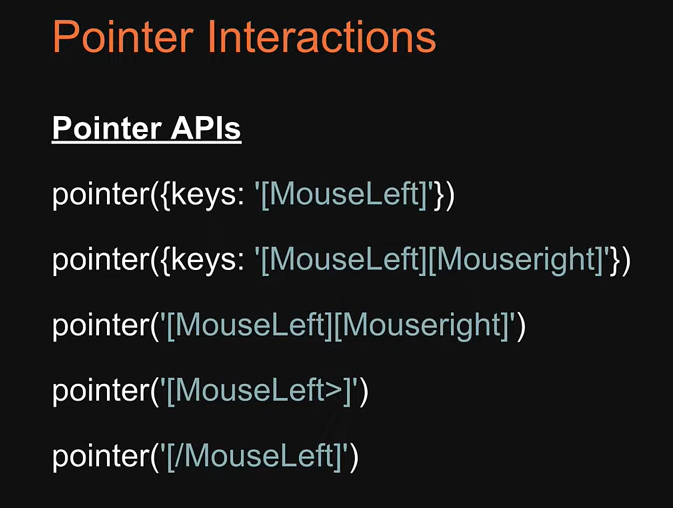 Pointer Interactions
Pointer APIs
pointer({keys: '[MouseLeft]'})
pointer({keys: '[MouseLeft][Mouseright]'})
pointer('[MouseLeft][Mouseright]')
pointer('[MouseLeft>]')
pointer('[/MouseLeft]')